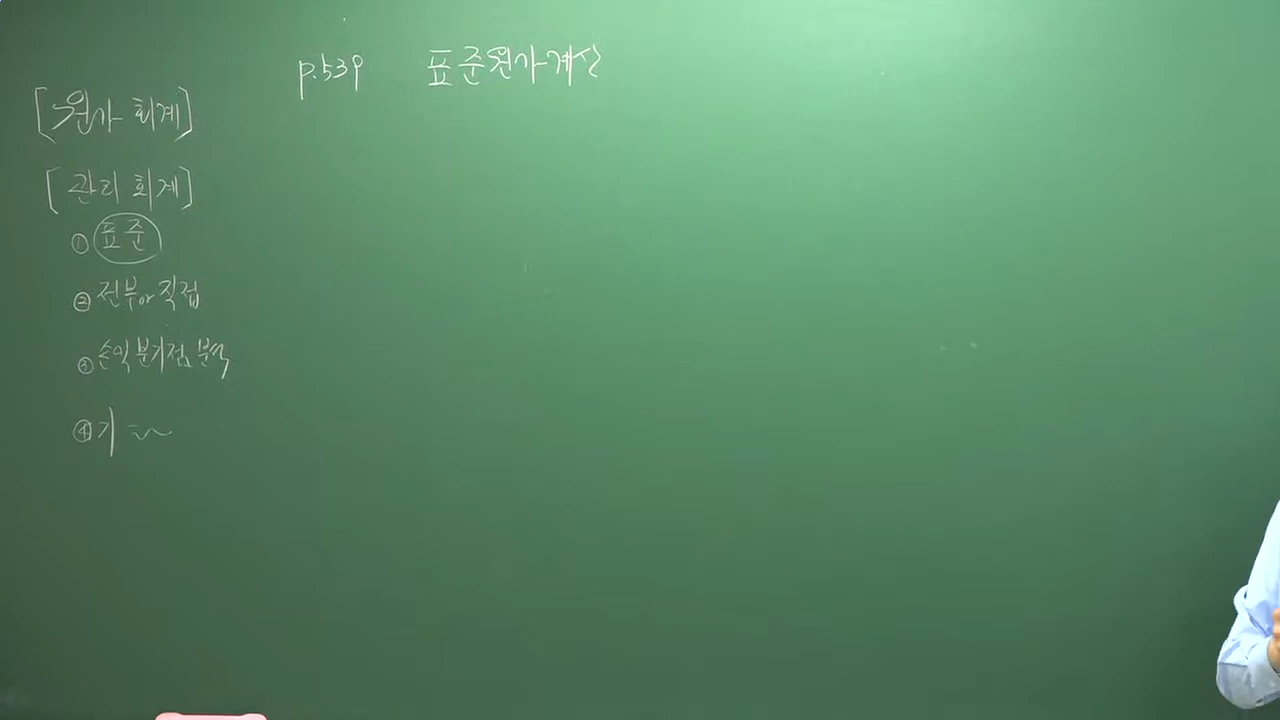 p.539 표준원가계산
[원가 회계]
[관리 회계]
① 표준
② 전부 or 직접
③ 손익분기점 분석
④ 기